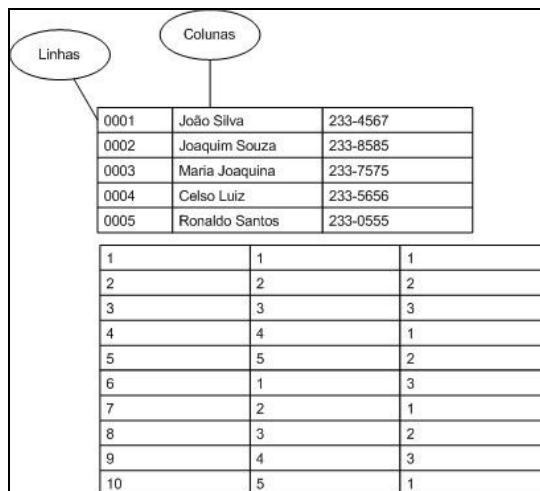 Colunas
Linhas
0001 João Silva 233-4567
0002 Joaquim Souza 233-8585
0003 Maria Joaquina 233-7575
0004 Celso Luiz 233-5656
0005 Ronaldo Santos 233-0555
1 1 1
2 2 2
3 3 3
4 4 1
5 5 2
6 1 3
7 2 1
8 3 2
9 4 3
10 5 1